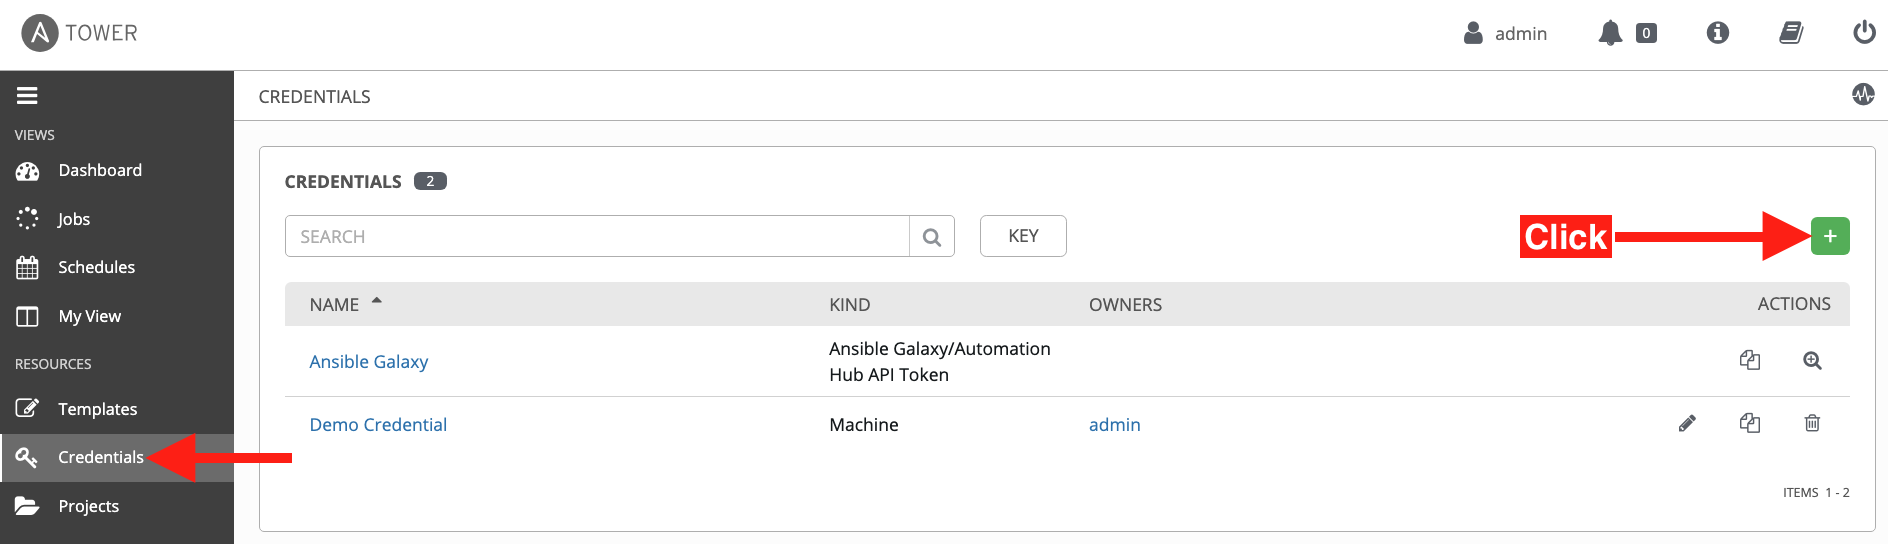 A TOWER
admin
0
VIEWS
Dashboard
Jobs
Schedules
My View
RESOURCES
Templates
Credentials
Projects
CREDENTIALS
CREDENTIALS 2
SEARCH
KEY
Click
+
NAME KIND OWNERS ACTIONS
Ansible Galaxy
Ansible Galaxy/Automation
Hub API Token
Demo Credential Machine admin
ITEMS 1 - 2